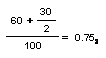 60 + 30/2
100 = 0.75,